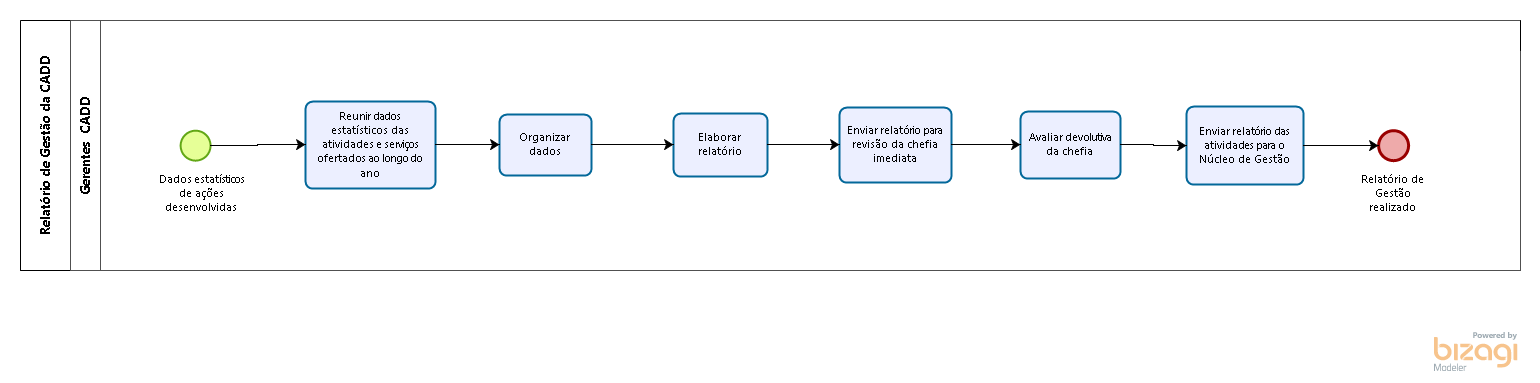 Relatório de Gestão da CADD
Gerentes CADD
Dados estatísticos
de ações
desenvolvidas
Reunir dados
estatísticos das
atividades e serviços
ofertados ao longo do
ano
Organizar
dados
Elaborar
relatório
Enviar relatório para
revisão da chefia
imediata
Avaliar devolutiva
da chefia
Enviar relatório das
atividades para o
Núcleo de Gestão
Relatório de
Gestão
realizado
Powered by
bizagi
Modeler